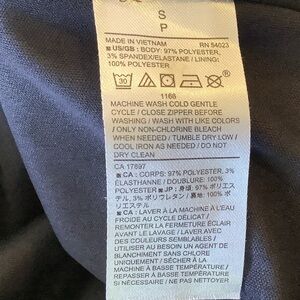 S
P
MADE IN VIETNAM RN 54023
US/GB: BODY: 97% POLYESTER,
3% SPANDEX/ELASTANE / LINING:
100% POLYESTER
30
1168
MACHINE WASH COLD GENTLE
CYCLE / CLOSE ZIPPER BEFORE
WASHING / WASH WITH LIKE COLORS
/ ONLY NON-CHLORINE BLEACH
WHEN NEEDED / TUMBLE DRY LOW /
COOL IRON AS NEEDED / DO NOT
DRY CLEAN
CA 17897
CA: CORPS: 97% POLYESTER, 3%
ÉLASTHANNE / DOUBLURE: 100%
POLYESTER JP: 身頃: 97% ポリエス
テル, 3% ポリウレタン / 裏地: 100% ポ
リエステル
CA: LAVER À LA MACHINE À L'EAU
FROIDE AU CYCLE DÉLICAT /
REMONTER LA FERMETURE ÉCLAIR
AVANT LE LAVAGE / LAVER AVEC
DES COULEURS SEMBLABLES /
UTILISER AU BESOIN UN AGENT DE
BLANCHIMENT SANS CHLORE
UNIQUEMENT / SÉCHER À LA
MACHINE À BASSE TEMPÉRATURE /
REPASSER À BASSE TEMPÉRATURE
SI NÉCESSAIRE / NE PAS NETTOYER